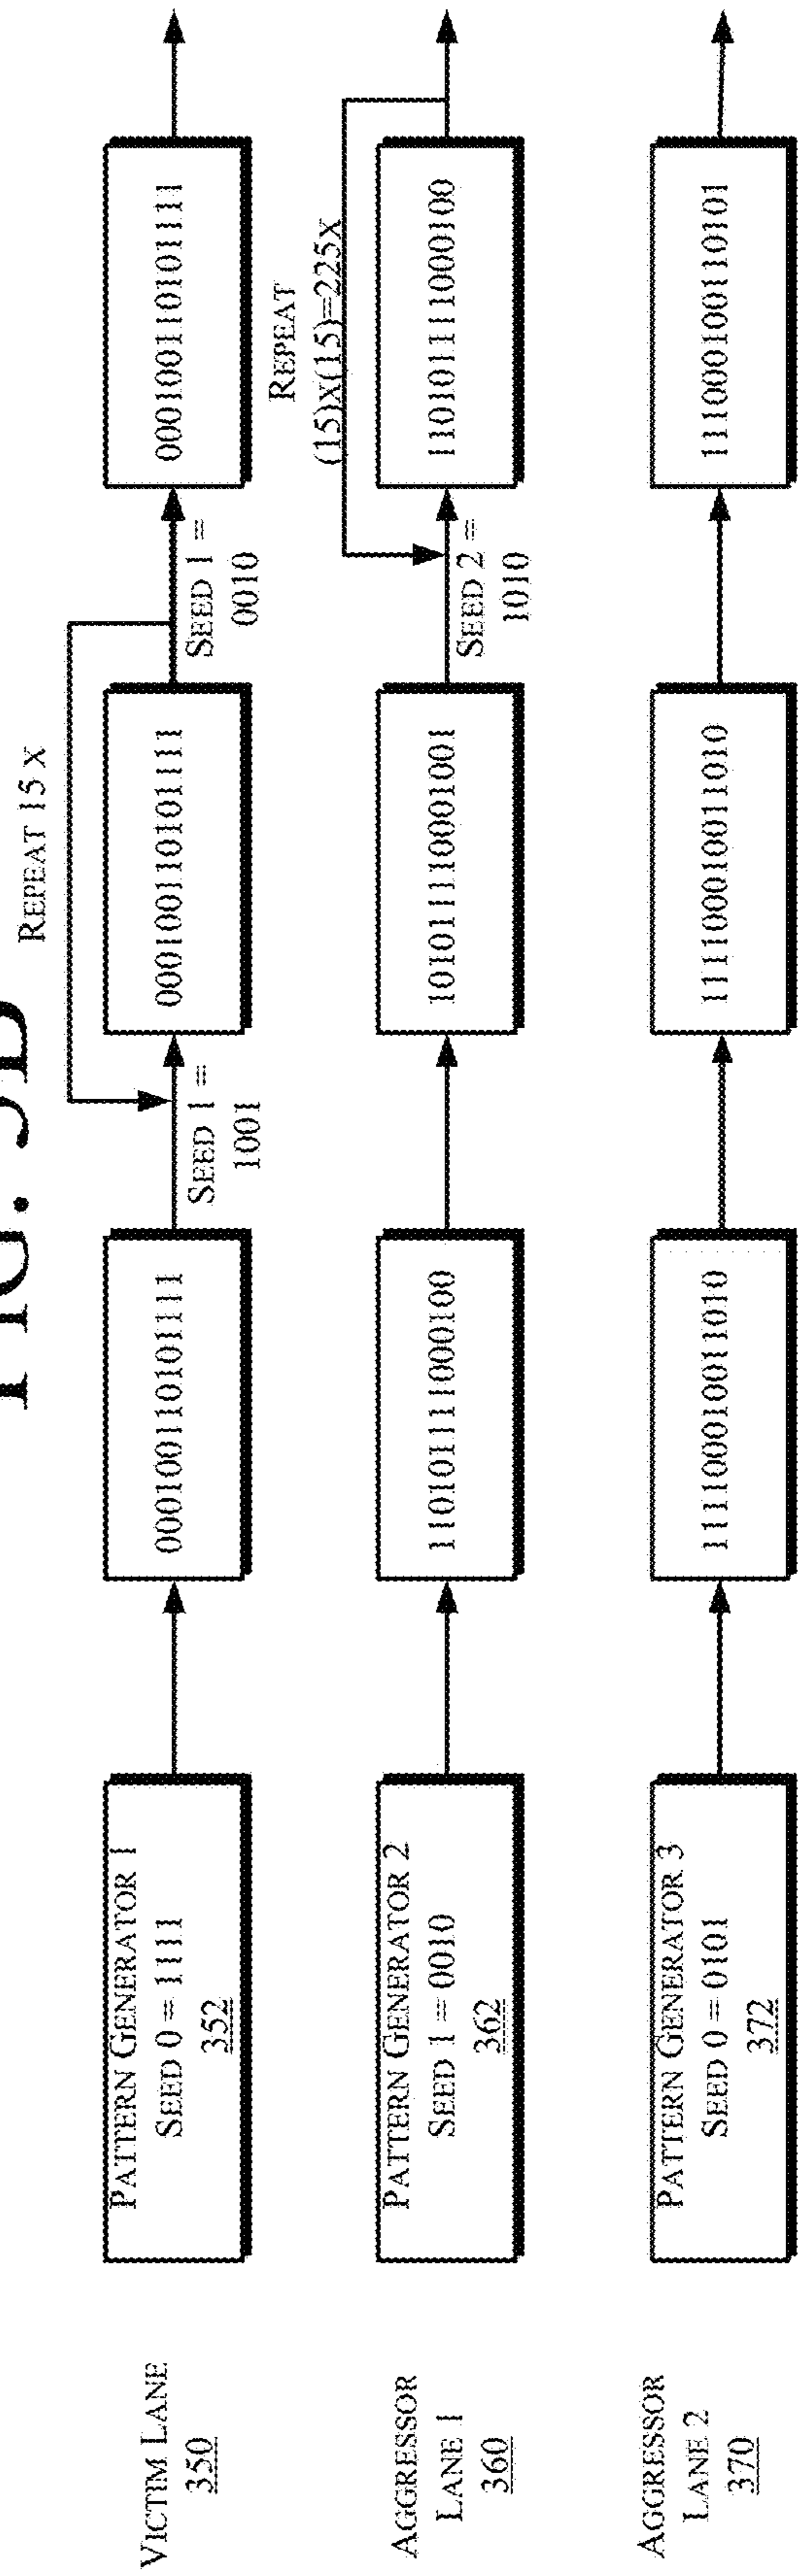 FIG.
REPEAT 15 X
VICTIM LANE
350
PATTERN GENERATOR 1
SEED 0 = 1111
352
000100110101111
SEED 1 =
1001
000100110101111
SEED 1 =
0010
000100110101111
REPEAT
(15)X(15)=225X
AGGRESSOR
LANE 1
360
PATTERN GENERATOR 2
SEED 1 = 0010
362
110101111000100
101011110001001
SEED 2 =
1010
110101111000100
AGGRESSOR
LANE 2
370
PATTERN GENERATOR 3
SEED 0 = 0101
372
111100010011010
111100010011010
111000100110101